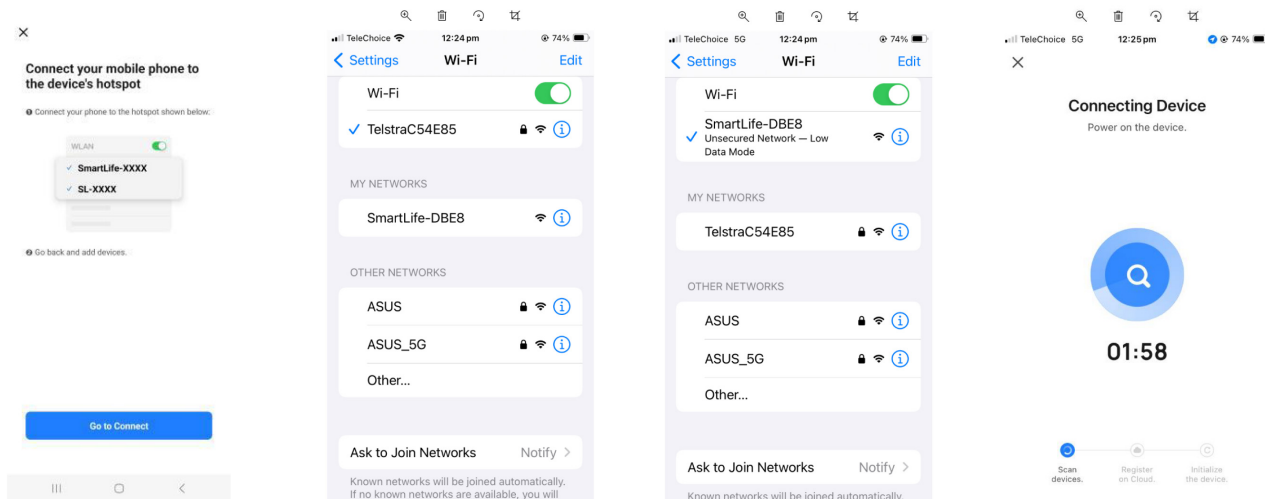 Connect your mobile phone to
the device's hotspot
❶ Connect your phone to the hotspot shown below:
WLAN
✓ SmartLife-XXXX
✓ SL-XXXX
❷ Go back and add devices.
Go to Connect
TeleChoice 12:24 pm 74%
Settings Wi-Fi Edit
Wi-Fi
✓ TelstraC54E85
MY NETWORKS
SmartLife-DBE8
OTHER NETWORKS
ASUS
ASUS_5G
Other...
Ask to Join Networks Notify >
Known networks will be joined automatically.
If no known networks are available, you will
TeleChoice 5G 12:24 pm 74%
Settings Wi-Fi Edit
Wi-Fi
SmartLife-DBE8
✓ Unsecured Network — Low
Data Mode
MY NETWORKS
TelstraC54E85
OTHER NETWORKS
ASUS
ASUS_5G
Other...
Ask to Join Networks Notify >
Known networks will be joined automatically.
TeleChoice 5G 12:25 pm 74%
Connecting Device
Power on the device.
01:58
Scan
devices.
Register
on Cloud.
Initialize
the device.